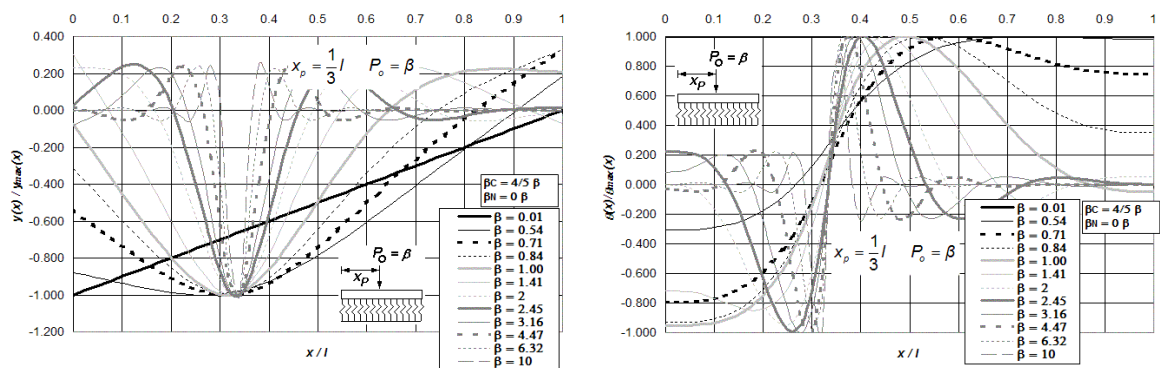 0 0.1 0.2 0.3 0.4 0.5 0.6 0.7 0.8 0.9 1
0.400
0.200
0.000
-0.200
-0.400
-0.600
-0.800
-1.000
-1.200
y(x) / ymax(x)
x / l
xp = 1/3 l Po = β
Po = β
xP
βC = 4/5 β
βN = 0 β
β = 0.01
β = 0.54
β = 0.71
β = 0.84
β = 1.00
β = 1.41
β = 2
β = 2.45
β = 3.16
β = 4.47
β = 6.32
β = 10
0 0.1 0.2 0.3 0.4 0.5 0.6 0.7 0.8 0.9 1
1.000
0.800
0.600
0.400
0.200
0.000
-0.200
-0.400
-0.600
-0.800
-1.000
x / l
Po = β
xP
xp = 1/3 l Po = β
βC = 4/5 β
βN = 0 β
β = 0.01
β = 0.54
β = 0.71
β = 0.84
β = 1.00
β = 1.41
β = 2
β = 2.45
β = 3.16
β = 4.47
β = 6.32
β = 10